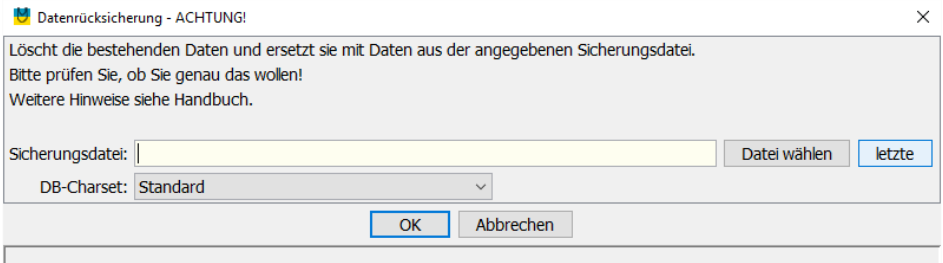 Datenrücksicherung - ACHTUNG!
Löscht die bestehenden Daten und ersetzt sie mit Daten aus der angegebenen Sicherungsdatei.
Bitte prüfen Sie, ob Sie genau das wollen!
Weitere Hinweise siehe Handbuch.
Sicherungsdatei: Datei wählen letzte
DB-Charset: Standard
OK Abbrechen